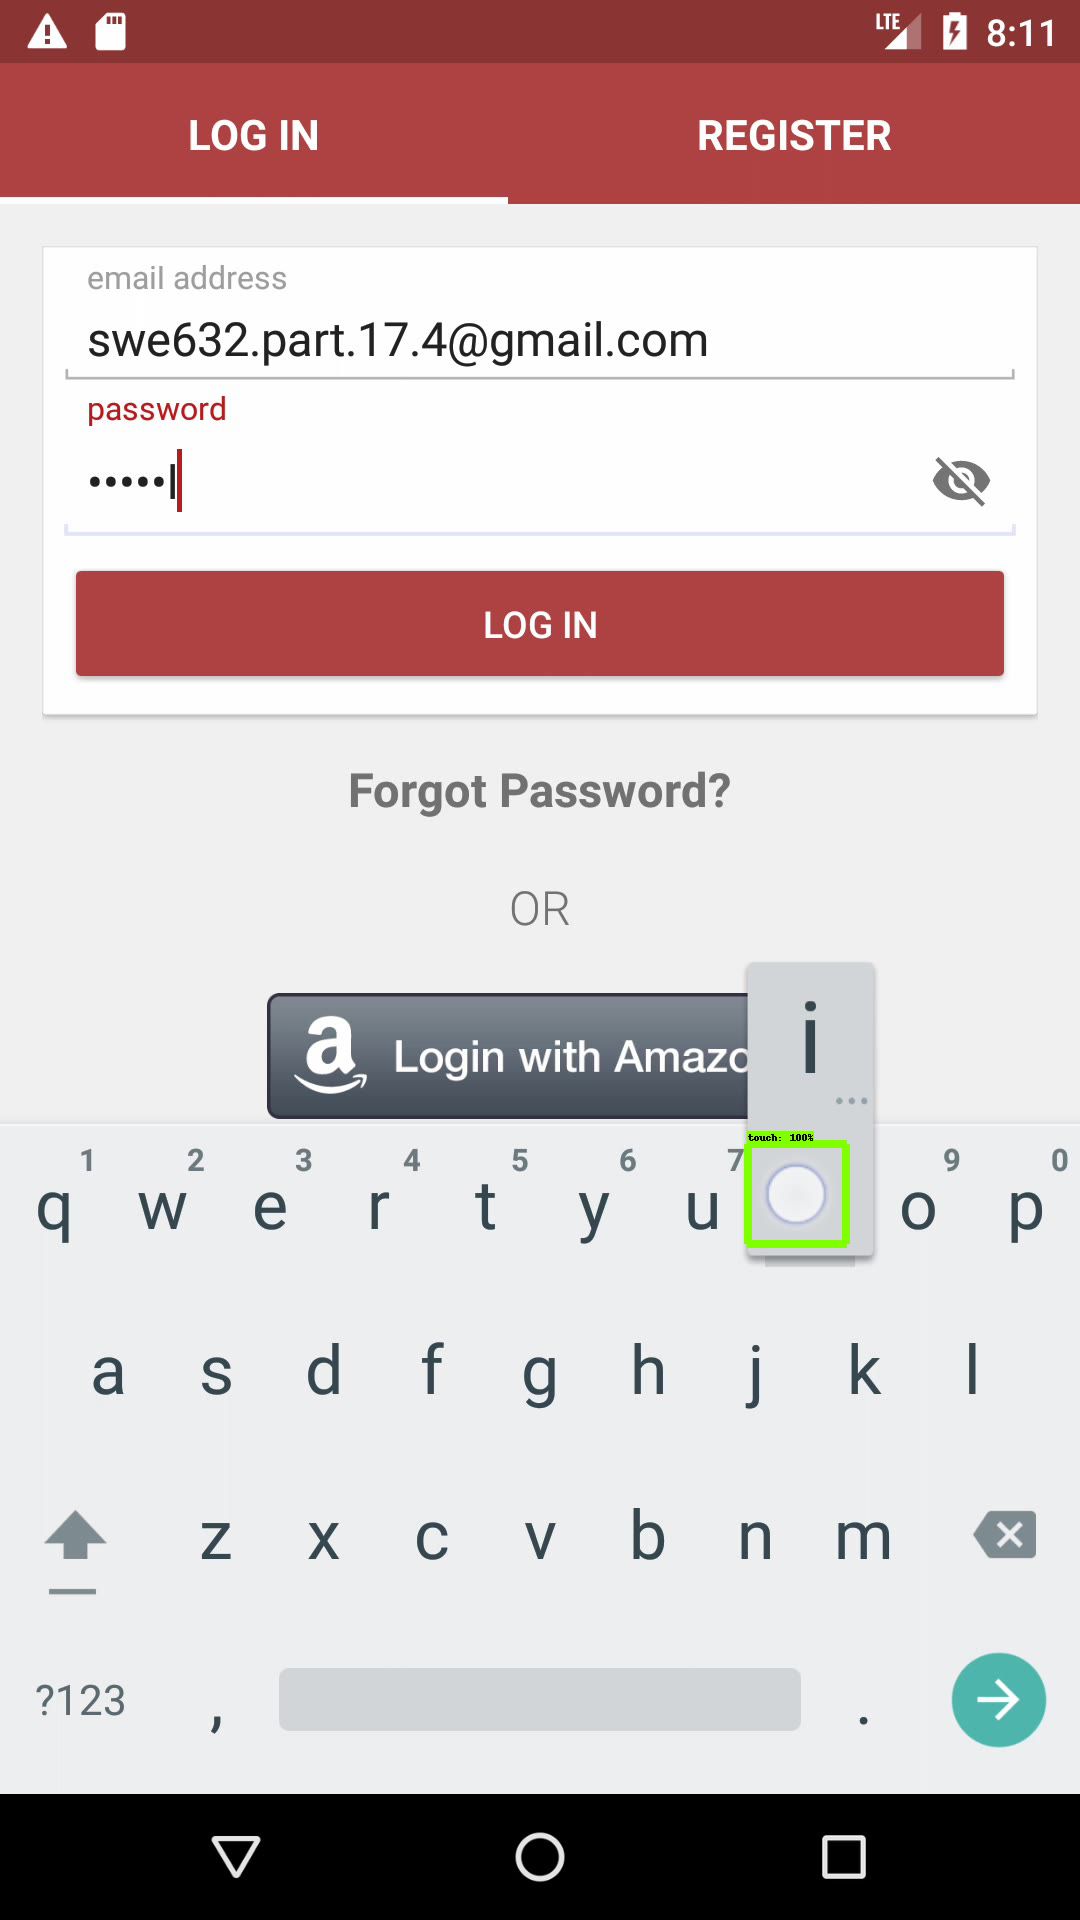 LTE 8:11
LOG IN REGISTER
email address
swe632.part.17.4@gmail.com
password
•••••l
LOG IN
Forgot Password?
OR
a Login with Amazo
i
...
touch: 100%
1 2 3 4 5 6 7 9 0
q w e r t y u o p
a s d f g h j k l
z x c v b n m
?123 , .